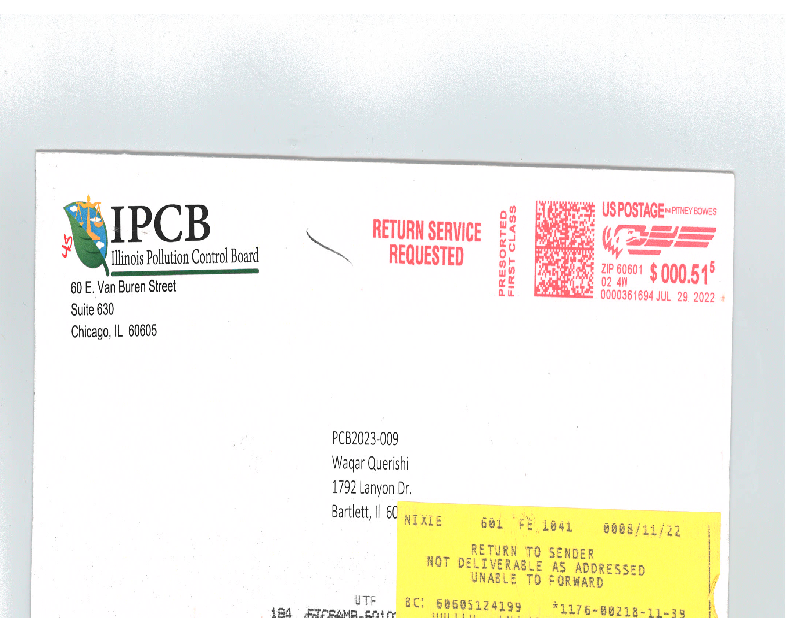 IPCB
Illinois Pollution Control Board
60 E. Van Buren Street
Suite 630
Chicago, IL 60605
RETURN SERVICE
REQUESTED
PRESORTED
FIRST CLASS
US POSTAGE PITNEY BOWES
ZIP 60601 $ 000.51⁵
02 4W
0000361694 JUL 29, 2022
PCB2023-009
Waqar Querishi
1792 Lanyon Dr.
Bartlett, Il 60
NIXIE 601 FE 1041 0008/11/22
RETURN TO SENDER
NOT DELIVERABLE AS ADDRESSED
UNABLE TO FORWARD
UTF
BC: 60605124199 *1176-00218-11-39